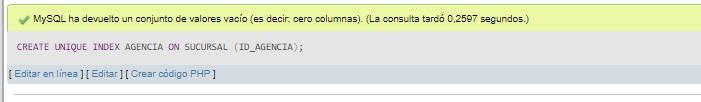 MySQL ha devuelto un conjunto de valores vacío (es decir: cero columnas). (La consulta tardó 0,2597 segundos.)
CREATE UNIQUE INDEX AGENCIA ON SUCURSAL (ID_AGENCIA);
[ Editar en línea ] [ Editar ] [ Crear código PHP ]